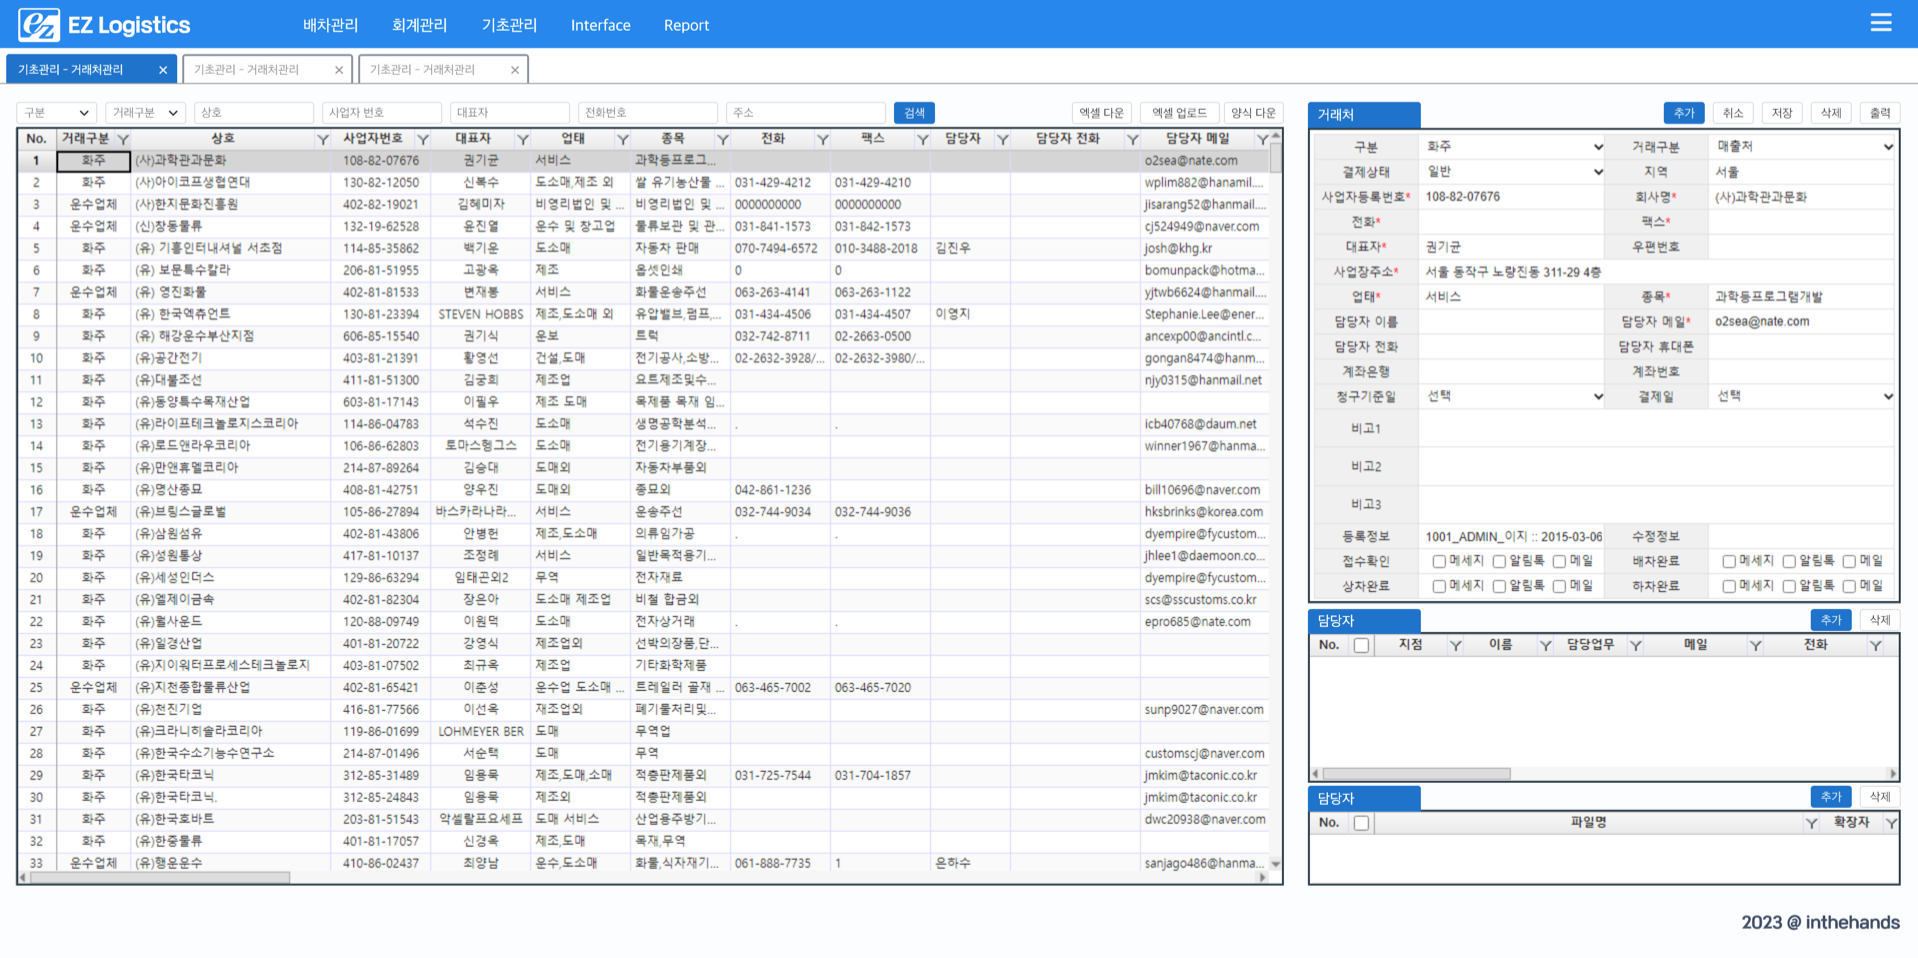 ez EZ Logistics 배차관리 회계관리 기초관리 Interface Report
기초관리 - 거래처관리 × 기초관리 - 거래처관리 × 기초관리 - 거래처관리 ×
구분 거래구분 상호 사업자 번호 대표자 전화번호 주소 검색 엑셀 다운 엑셀 업로드 양식 다운
No. 거래구분 상호 사업자번호 대표자 업태 종목 전화 팩스 담당자 담당자 전화 담당자 메일
1 화주 (사)과학관과문화 108-82-07676 권기균 서비스 과학등프로그... o2sea@nate.com
2 화주 (사)아이코프생협연대 130-82-12050 신복수 도소매,제조 외 쌀 유기농산물 ... 031-429-4212 031-429-4210 wplim882@hanamil....
3 운수업체 (사)한지문화진흥원 402-82-19021 김혜미자 비영리법인 및 ... 비영리법인 및 ... 0000000000 0000000000 jisarang52@hanmail....
4 운수업체 (신)창동물류 132-19-62528 윤진열 운수 및 창고업 물류보관 및 관... 031-841-1573 031-842-1573 cj524949@naver.com
5 화주 (유) 기흥인터내셔널 서초점 114-85-35862 백기운 도소매 자동차 판매 070-7494-6572 010-3488-2018 김진우 josh@khg.kr
6 화주 (유) 보문특수칼라 206-81-51955 고광옥 제조 옵셋인쇄 0 0 bomunpack@hotma...
7 운수업체 (유) 영진화물 402-81-81533 변재봉 서비스 화물운송주선 063-263-4141 063-263-1122 yjtwb6624@hanmail....
8 화주 (유) 한국엑츄언트 130-81-23394 STEVEN HOBBS 제조,도소매 외 유압밸브,펌프,... 031-434-4506 031-434-4507 이영지 Stephanie.Lee@ener...
9 화주 (유) 해강운수부산지점 606-85-15540 권기식 운보 트럭 032-742-8711 02-2663-0500 ancexp00@ancintl.c...
10 화주 (유)공간전기 403-81-21391 황영선 건설,도매 전기공사,소방... 02-2632-3928/... 02-2632-3980/... gongan8474@hanm...
11 화주 (유)대불조선 411-81-51300 김궁희 제조업 요트제조및수... njy0315@hanmail.net
12 화주 (유)동양특수목재산업 603-81-17143 이필우 제조 도매 목제품 목재 임...
13 화주 (유)라이프테크놀로지스코리아 114-86-04783 석수진 도소매 생명공학분석... . . icb40768@daum.net
14 화주 (유)로드앤라우코리아 106-86-62803 토마스헹그스 도소매 전기용기계장... winner1967@hanma...
15 화주 (유)만앤휴멜코리아 214-87-89264 김승대 도매외 자동차부품외
16 화주 (유)명산종묘 408-81-42751 양우진 도매외 종묘외 042-861-1236 bill10696@naver.com
17 운수업체 (유)브링스글로벌 105-86-27894 바스카라나라... 서비스 운송주선 032-744-9034 032-744-9036 hksbrinks@korea.com
18 화주 (유)삼원섬유 402-81-43806 안병헌 제조,도소매 의류임가공 . . dyempire@fycustom...
19 화주 (유)성원통상 417-81-10137 조정례 서비스 일반목적용기... jhlee1@daemoon.co...
20 화주 (유)세성인더스 129-86-63294 임태곤외2 무역 전자재료 dyempire@fycustom...
21 화주 (유)엘제이금속 402-81-82304 장은아 도소매 제조업 비철 합금외 scs@sscustoms.co.kr
22 화주 (유)윌사운드 120-88-09749 이원덕 도소매 전자상거래 . . epro685@nate.com
23 화주 (유)일경산업 401-81-20722 강영식 제조업외 선박의장품,단...
24 화주 (유)지이워터프로세스테크놀로지 403-81-07502 최규옥 제조업 기타화학제품
25 운수업체 (유)지천종합물류산업 402-81-65421 이춘성 운수업 도소매 ... 트레일러 골재 ... 063-465-7002 063-465-7020
26 화주 (유)천진기업 416-81-77566 이선옥 재조업외 폐기물처리및... sunp9027@naver.com
27 화주 (유)크라니히솔라코리아 119-86-01699 LOHMEYER BER 도매 무역업
28 화주 (유)한국수소기능수연구소 214-87-01496 서순택 도매 무역 customscj@naver.com
29 화주 (유)한국타코닉 312-85-31489 임용묵 제조,도매,소매 적층판제품외 031-725-7544 031-704-1857 jmkim@taconic.co.kr
30 화주 (유)한국타코닉. 312-85-24843 임용묵 제조외 적층판제품외 jmkim@taconic.co.kr
31 화주 (유)한국호바트 203-81-51543 악셀랄프요세프 도매 서비스 산업용주방기... dwc20938@naver.com
32 화주 (유)한중물류 401-81-17057 신경옥 제조,도매 목재,무역
33 운수업체 (유)행운운수 410-86-02437 최양남 운수,도소매 화물,식자재기... 061-888-7735 1 은하수 sanjago486@hanma...
거래처 추가 취소 저장 삭제 출력
구분 화주 거래구분 매출처
결제상태 일반 지역 서울
사업자등록번호* 108-82-07676 회사명* (사)과학관과문화
전화* 팩스*
대표자* 권기균 우편번호
사업장주소* 서울 동작구 노량진동 311-29 4층
업태* 서비스 종목* 과학등프로그램개발
담당자 이름 담당자 메일* o2sea@nate.com
담당자 전화 담당자 휴대폰
계좌은행 계좌번호
청구기준일 선택 결제일 선택
비고1
비고2
비고3
등록정보 1001_ADMIN_이지 :: 2015-03-06 수정정보
접수확인 메세지 알림톡 메일 배차완료 메세지 알림톡 메일
상차완료 메세지 알림톡 메일 하차완료 메세지 알림톡 메일
담당자 추가 삭제
No. 지점 이름 담당업무 메일 전화
담당자 추가 삭제
No. 파일명 확장자
2023 @ inthehands